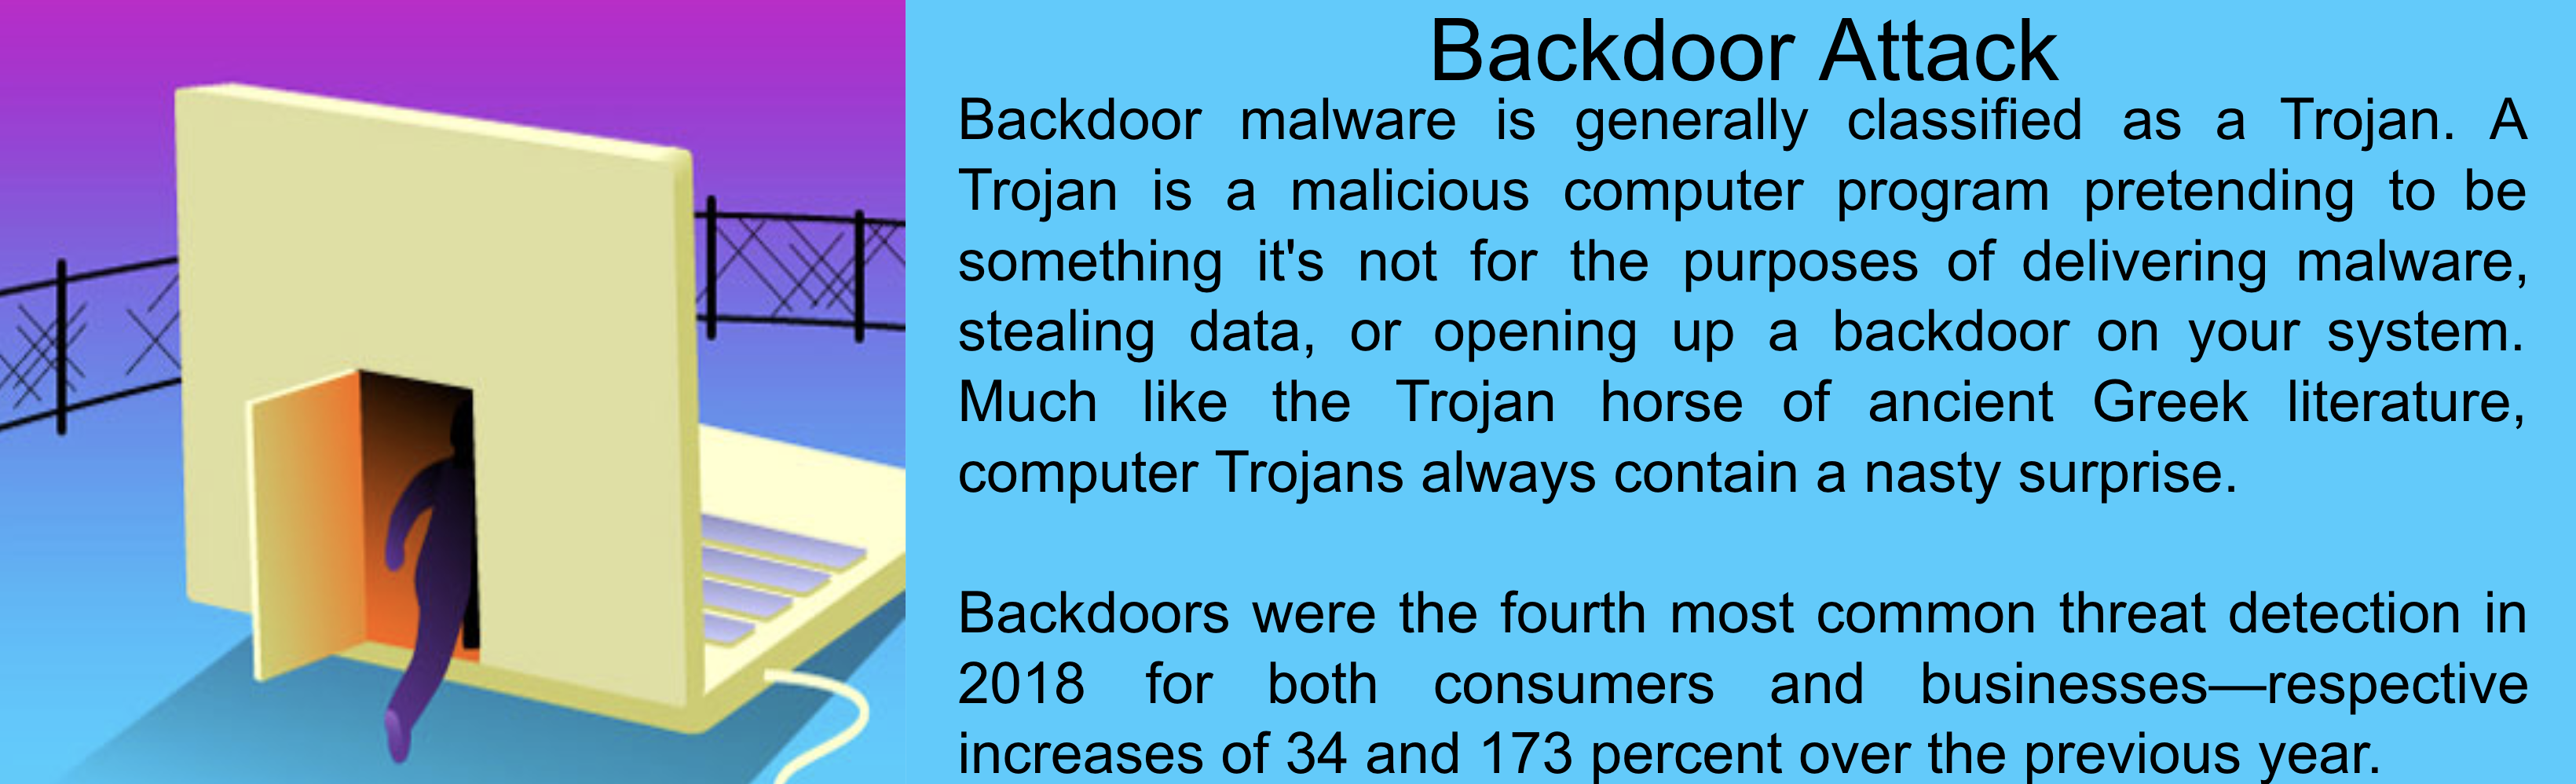 Backdoor Attack
Backdoor malware is generally classified as a Trojan. A
Trojan is a malicious computer program pretending to be
something it's not for the purposes of delivering malware,
stealing data, or opening up a backdoor on your system.
Much like the Trojan horse of ancient Greek literature,
computer Trojans always contain a nasty surprise.
Backdoors were the fourth most common threat detection in
2018 for both consumers and businesses—respective
increases of 34 and 173 percent over the previous year.